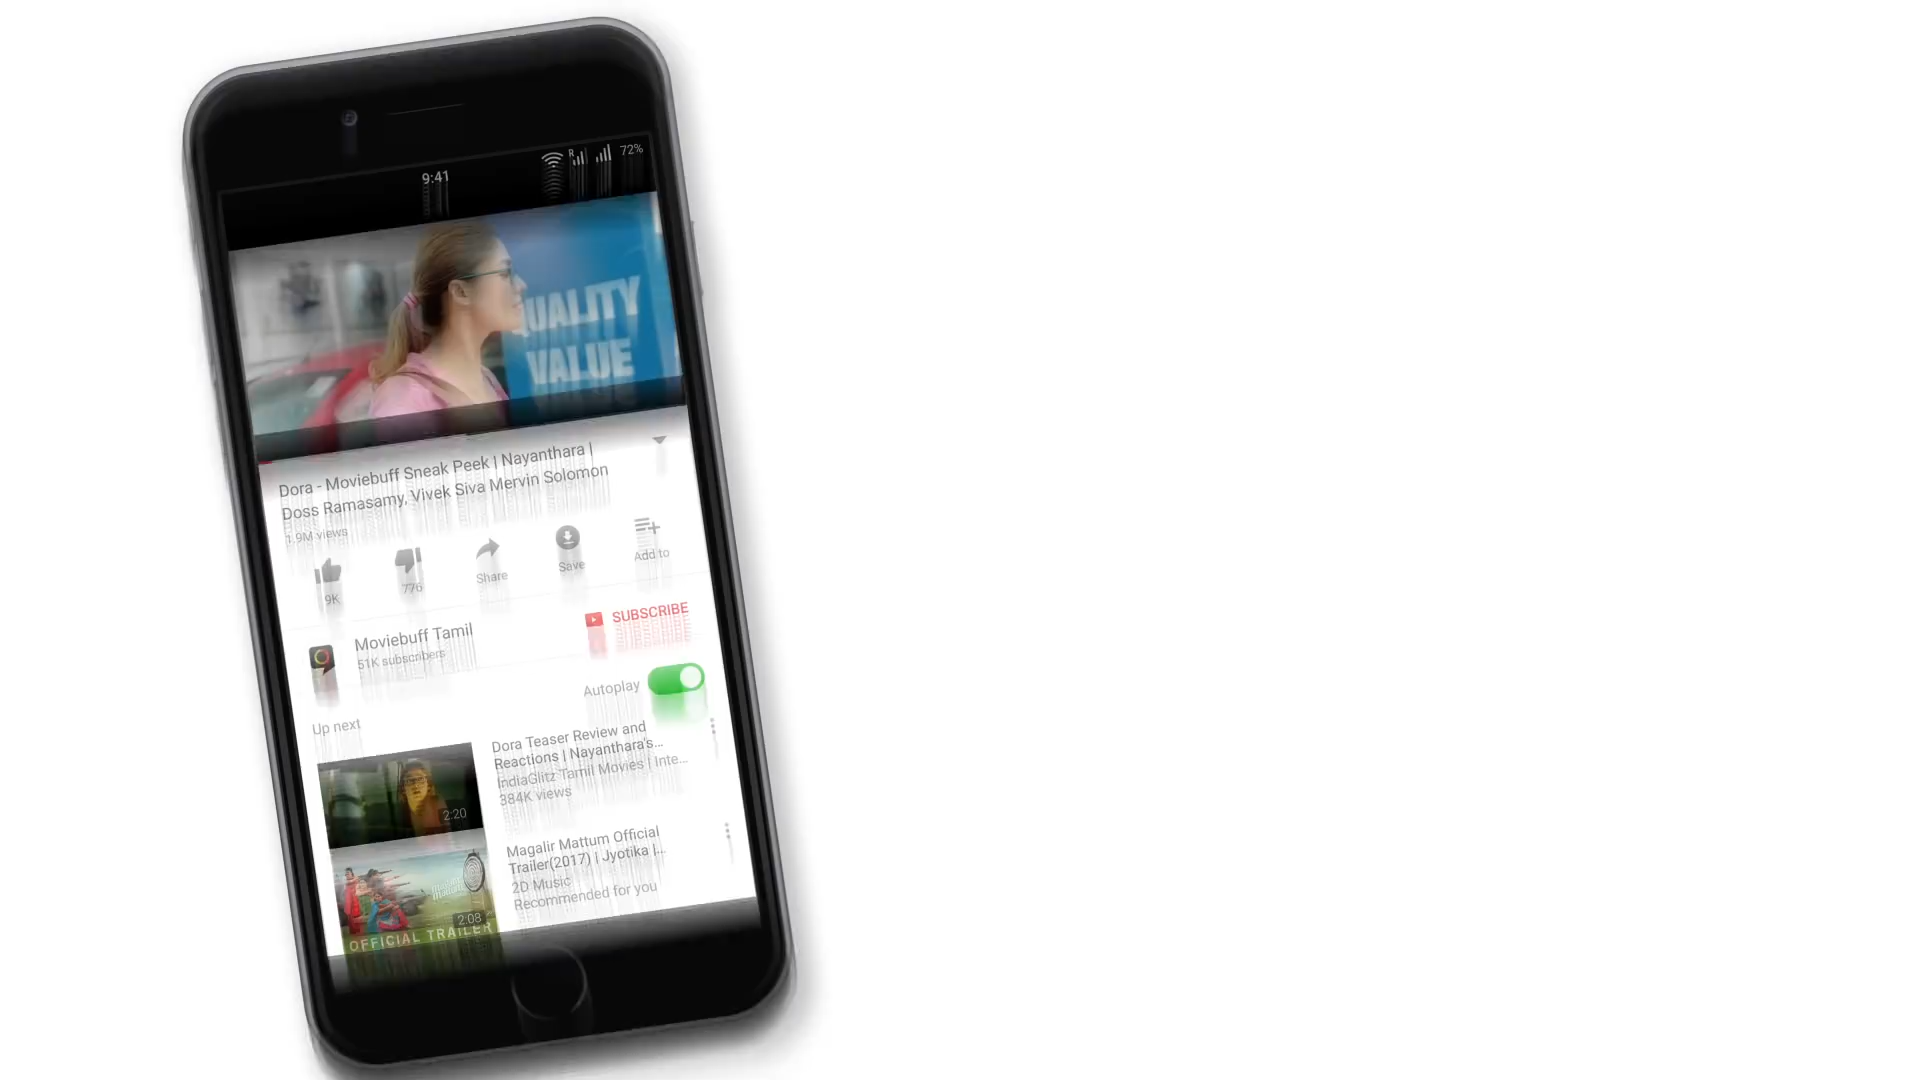 9:41
R 72%
QUALITY
VALUE
Dora - Moviebuff Sneak Peek | Nayanthara |
Doss Ramasamy, Vivek Siva Mervin Solomon
1.9M views
9K
776
Share
Save
Add to
Moviebuff Tamil
51K subscribers
SUBSCRIBE
Autoplay
Up next
Dora Teaser Review and
Reactions | Nayanthara's...
IndiaGlitz Tamil Movies | Inte...
384K views
2:20
Magalir Mattum Official
Trailer(2017) | Jyotika |...
2D Music
Recommended for you
2:08
OFFICIAL TRAILER